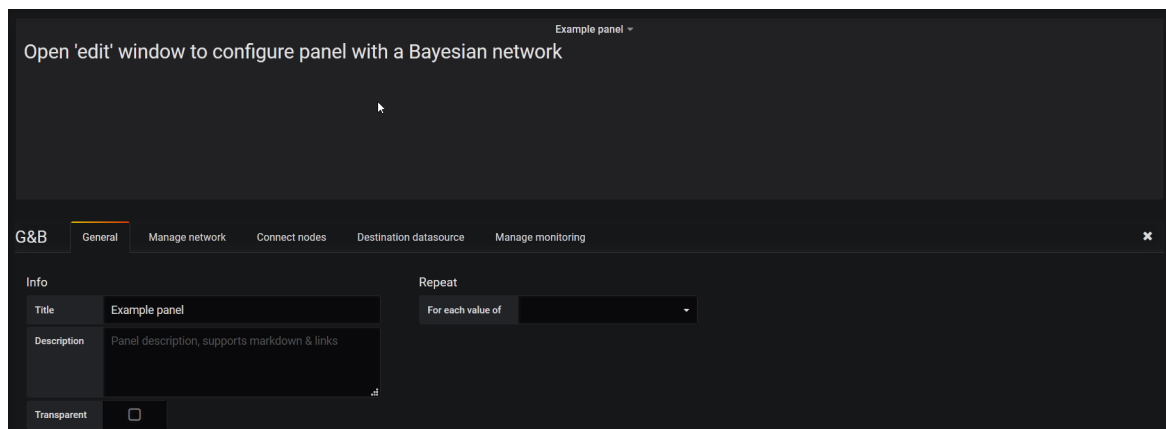 Example panel
Open 'edit' window to configure panel with a Bayesian network
G&B General Manage network Connect nodes Destination datasource Manage monitoring
Info Repeat
Title Example panel For each value of
Description Panel description, supports markdown & links
Transparent